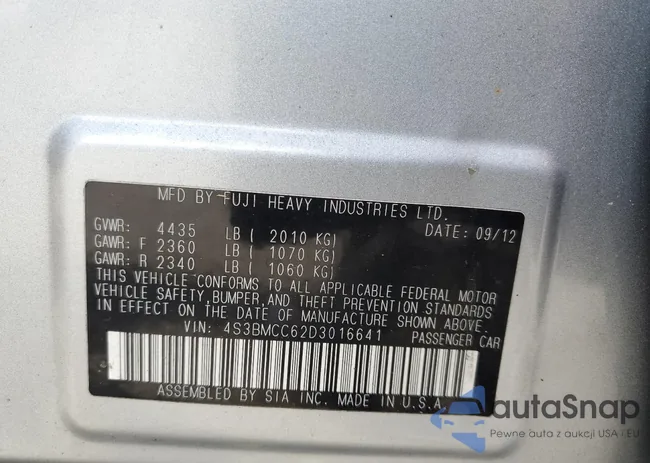 MFD BY FUJI HEAVY INDUSTRIES LTD.
GVWR: 4435 LB ( 2010 KG) DATE: 09/12
GAWR: F 2360 LB ( 1070 KG)
GAWR: R 2340 LB ( 1060 KG)
THIS VEHICLE CONFORMS TO ALL APPLICABLE FEDERAL MOTOR
VEHICLE SAFETY, BUMPER, AND THEFT PREVENTION STANDARDS
IN EFFECT ON THE DATE OF MANUFACTURE SHOWN ABOVE.
VIN: 4S3BMCC62D3016641 PASSENGER CAR
ASSEMBLED BY SIA, INC. MADE IN U.S.A.
autaSnap
Pewne auta z aukcji USA i EU